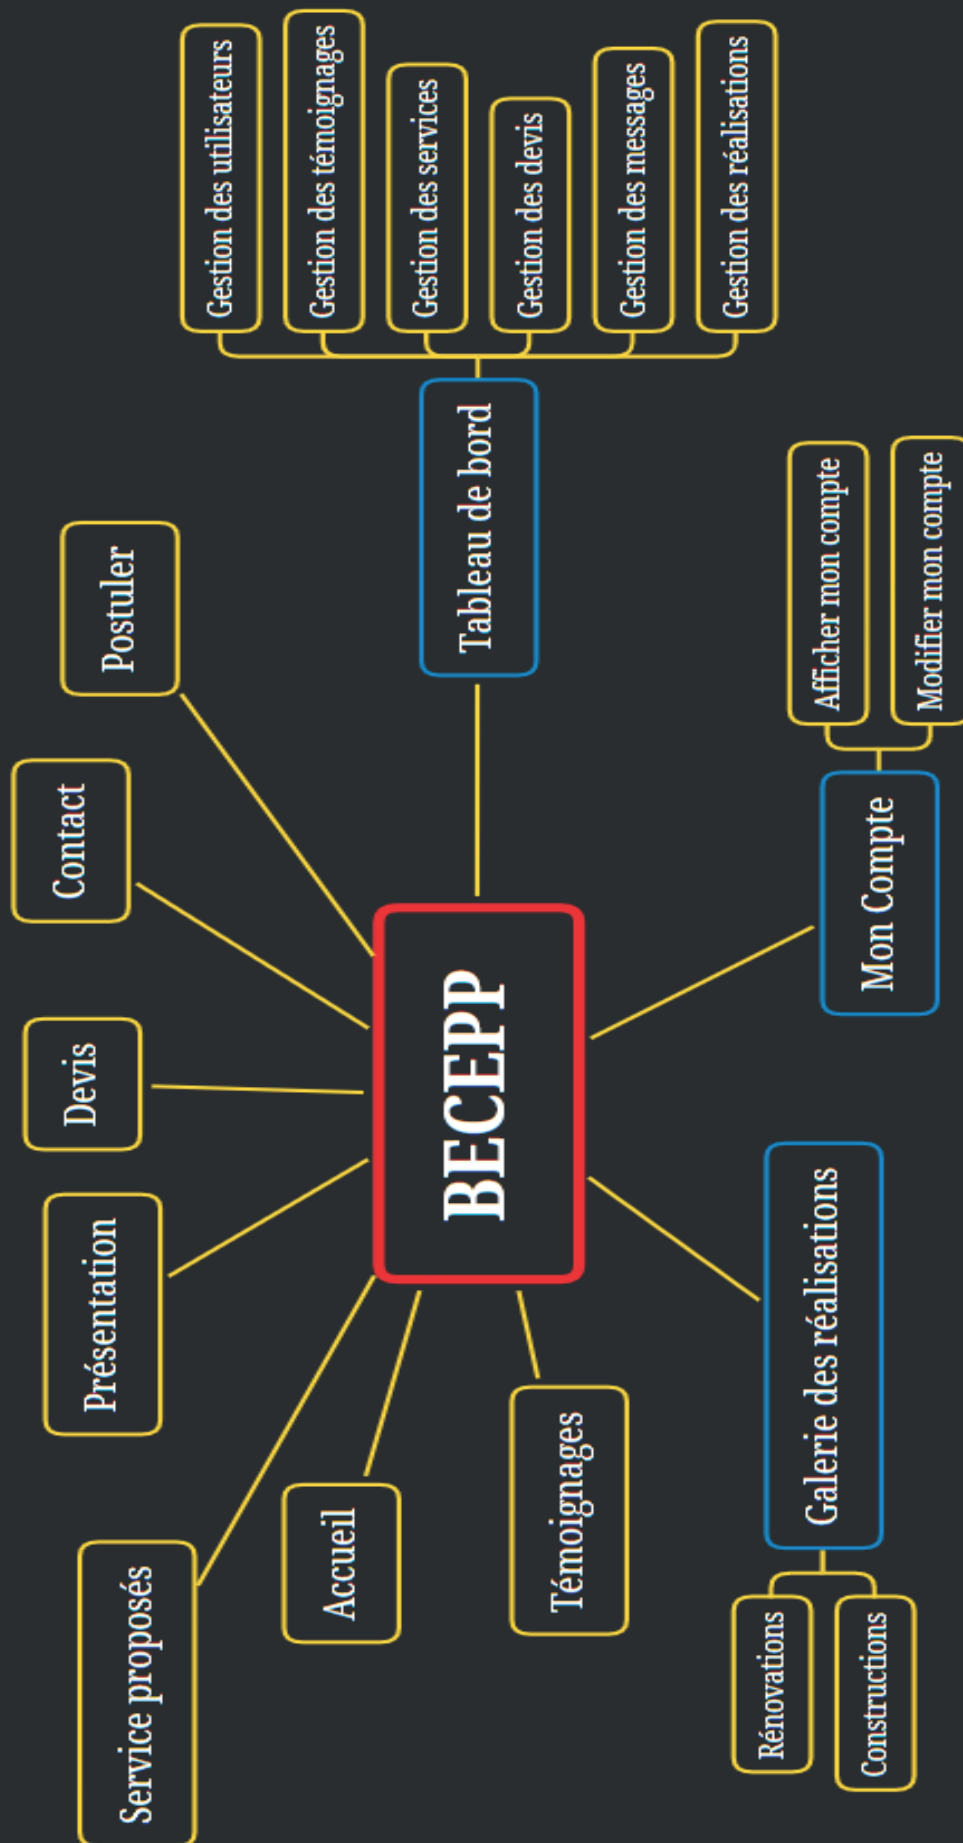 Postuler
Contact
Devis
Présentation
Service proposés
Accueil
Témoignages
BECEPP
Tableau de bord
Gestion des utilisateurs
Gestion des témoignages
Gestion des services
Gestion des devis
Gestion des messages
Gestion des réalisations
Mon Compte
Afficher mon compte
Modifier mon compte
Galerie des réalisations
Rénovations
Constructions